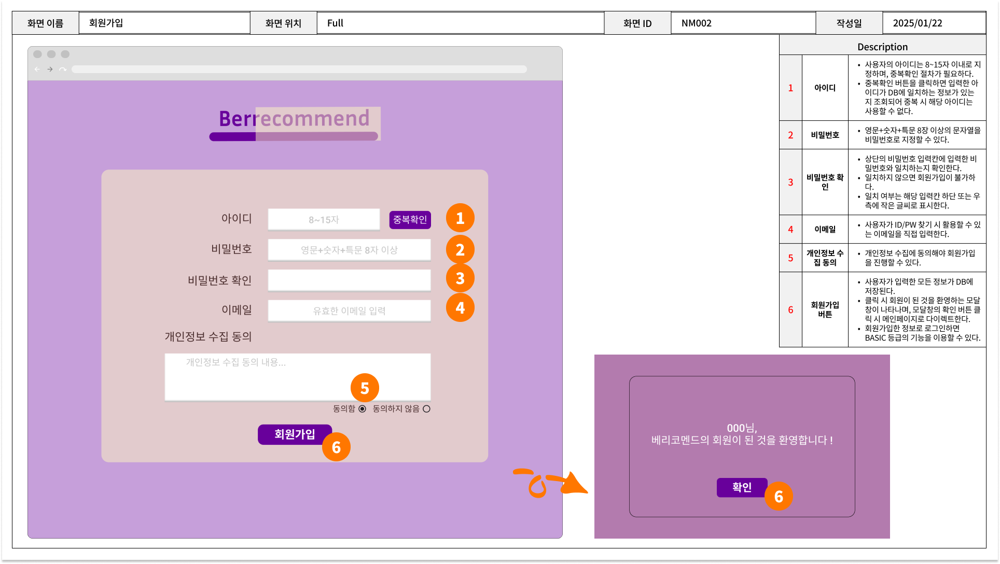 화면 이름 회원가입 화면 위치 Full 화면 ID NM002 작성일 2025/01/22
Berrecommend
아이디 8~15자 중복확인 1
비밀번호 영문+숫자+특문 8자 이상 2
비밀번호 확인 3
이메일 유효한 이메일 입력 4
개인정보 수집 동의
개인정보 수집 동의 내용...
5
동의함 동의하지 않음
회원가입
6
Description
1 아이디
• 사용자의 아이디는 8~15자 이내로 지
정하며, 중복확인 절차가 필요하다.
• 중복확인 버튼을 클릭하면 입력한 아
이디가 DB에 일치하는 정보가 있는
지 조회되어 중복 시 해당 아이디는
사용할 수 없다.
2 비밀번호
• 영문+숫자+특문 8장 이상의 문자열을
비밀번호로 지정할 수 있다.
3 비밀번호 확
인
• 상단의 비밀번호 입력칸에 입력한 비
밀번호와 일치하는지 확인한다.
• 일치하지 않으면 회원가입이 불가하
다.
• 일치 여부는 해당 입력칸 하단 또는 우
측에 작은 글씨로 표시한다.
4 이메일
• 사용자가 ID/PW 찾기 시 활용할 수 있
는 이메일을 직접 입력한다.
5 개인정보 수
집 동의
• 개인정보 수집에 동의해야 회원가입
을 진행할 수 있다.
6 회원가입
버튼
• 사용자가 입력한 모든 정보가 DB에
저장된다.
• 클릭 시 회원이 된 것을 환영하는 모달
창이 나타나며, 모달창의 확인 버튼 클
릭 시 메인페이지로 다이렉트한다.
• 회원가입한 정보로 로그인하면
BASIC 등급의 기능을 이용할 수 있다.
000님,
베리코멘드의 회원이 된 것을 환영합니다 !
확인
6